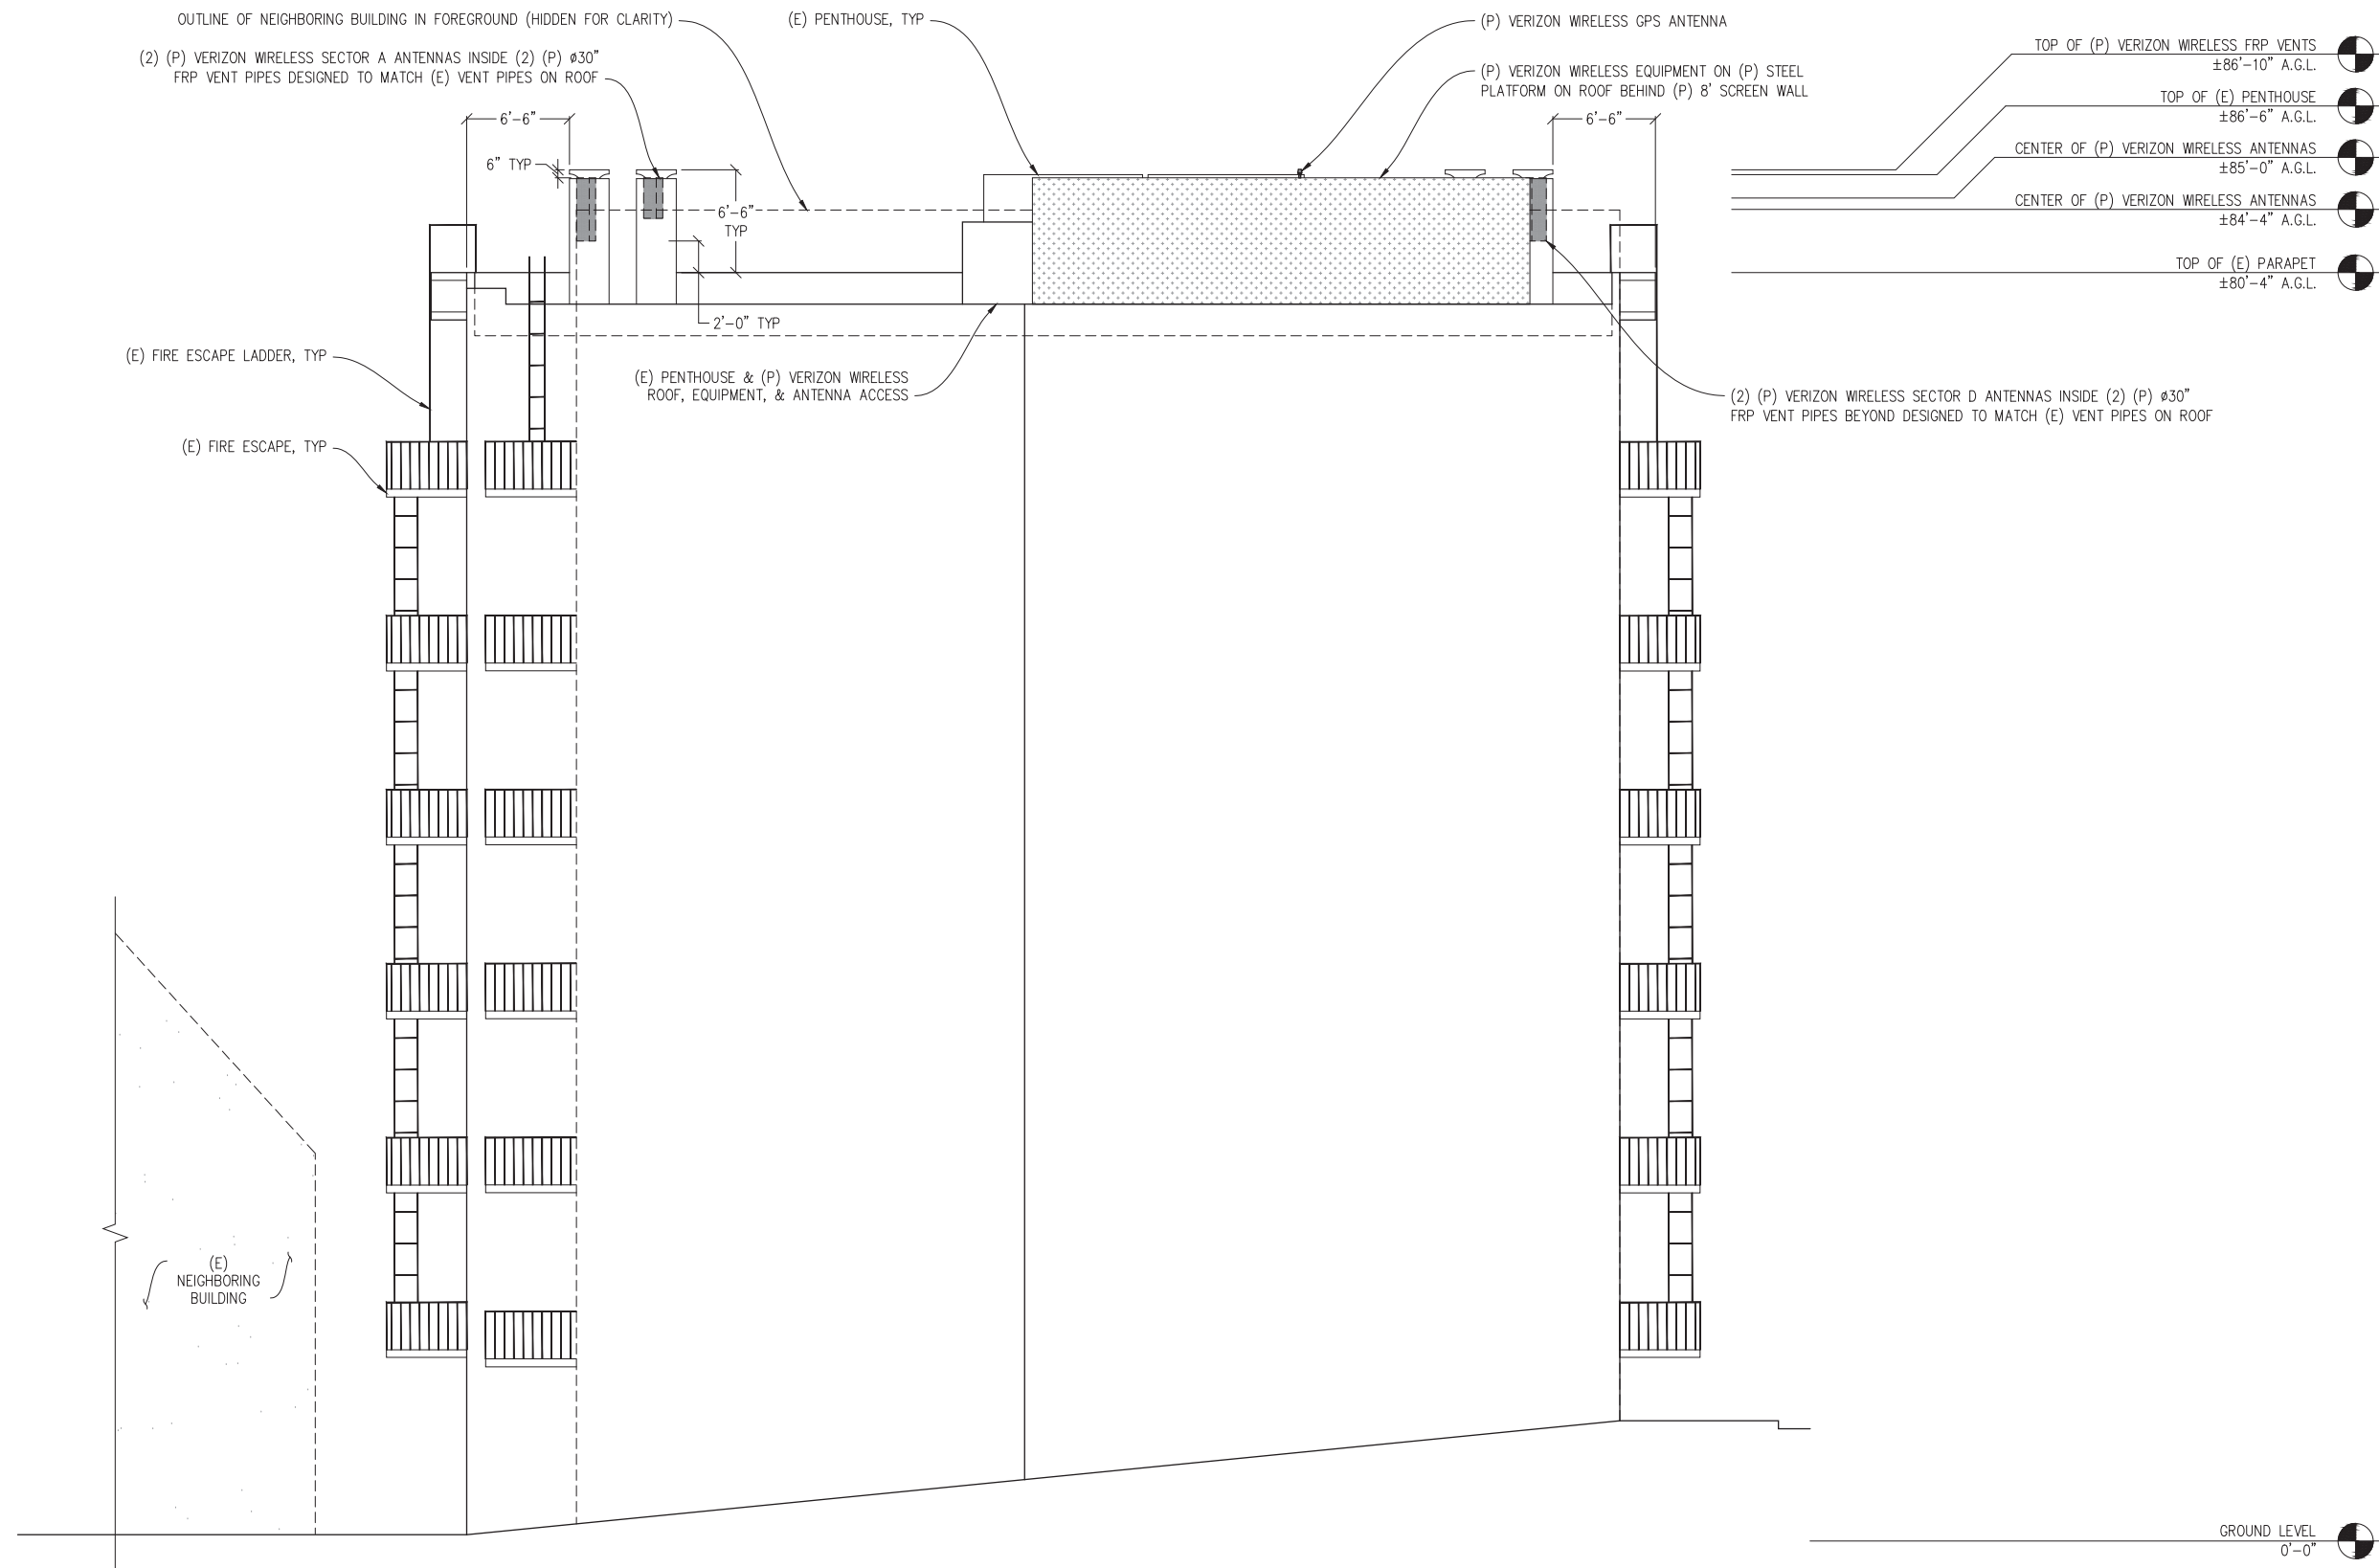 OUTLINE OF NEIGHBORING BUILDING IN FOREGROUND (HIDDEN FOR CLARITY)
(E) PENTHOUSE, TYP
(P) VERIZON WIRELESS GPS ANTENNA
(2) (P) VERIZON WIRELESS SECTOR A ANTENNAS INSIDE (2) (P) ø30"
FRP VENT PIPES DESIGNED TO MATCH (E) VENT PIPES ON ROOF
(P) VERIZON WIRELESS EQUIPMENT ON (P) STEEL
PLATFORM ON ROOF BEHIND (P) 8' SCREEN WALL
TOP OF (P) VERIZON WIRELESS FRP VENTS
±86'-10" A.G.L.
TOP OF (E) PENTHOUSE
±86'-6" A.G.L.
CENTER OF (P) VERIZON WIRELESS ANTENNAS
±85'-0" A.G.L.
CENTER OF (P) VERIZON WIRELESS ANTENNAS
±84'-4" A.G.L.
TOP OF (E) PARAPET
±80'-4" A.G.L.
6'-6"
6'-6"
6" TYP
6'-6"
TYP
2'-0" TYP
(E) FIRE ESCAPE LADDER, TYP
(E) PENTHOUSE & (P) VERIZON WIRELESS
ROOF, EQUIPMENT, & ANTENNA ACCESS
(2) (P) VERIZON WIRELESS SECTOR D ANTENNAS INSIDE (2) (P) ø30"
FRP VENT PIPES BEYOND DESIGNED TO MATCH (E) VENT PIPES ON ROOF
(E) FIRE ESCAPE, TYP
(E)
NEIGHBORING
BUILDING
GROUND LEVEL
0'-0"